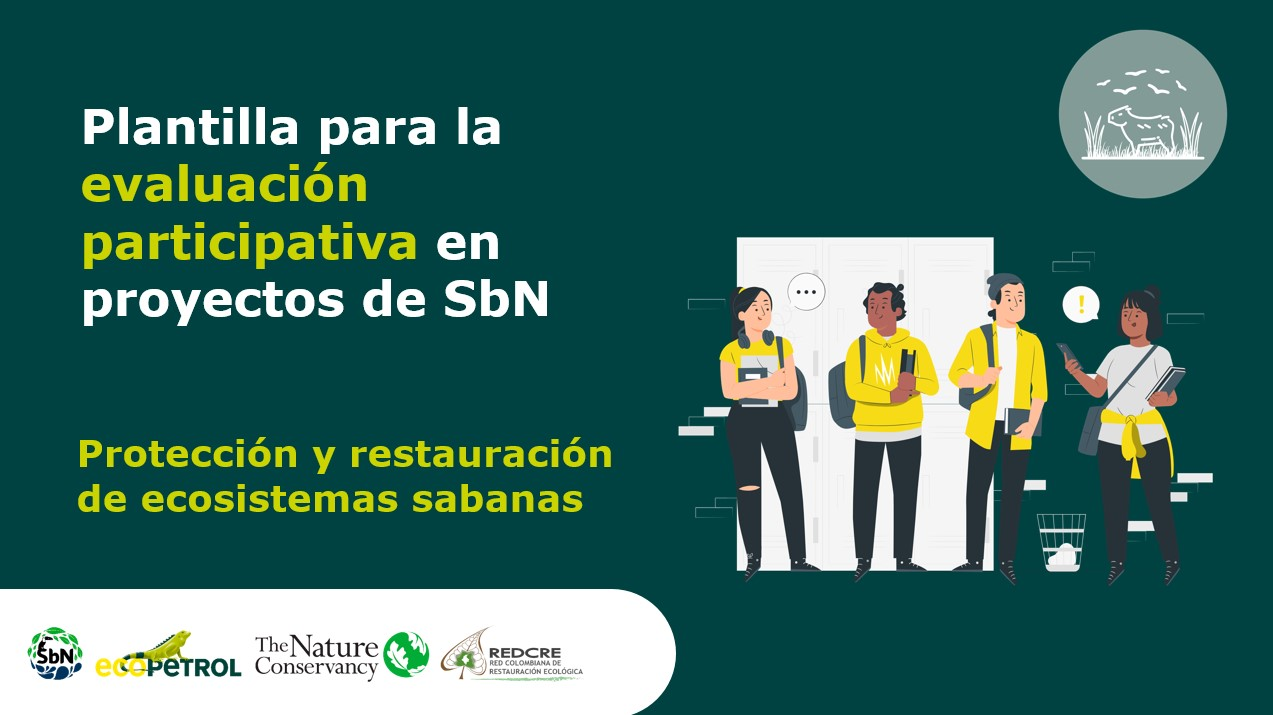 Plantilla para la
evaluación
participativa en
proyectos de SbN
Protección y restauración
de ecosistemas sabanas
SbN
ecoPETROL
The Nature
Conservancy
REDCRE
RED COLOMBIANA DE
RESTAURACIÓN ECOLÓGICA